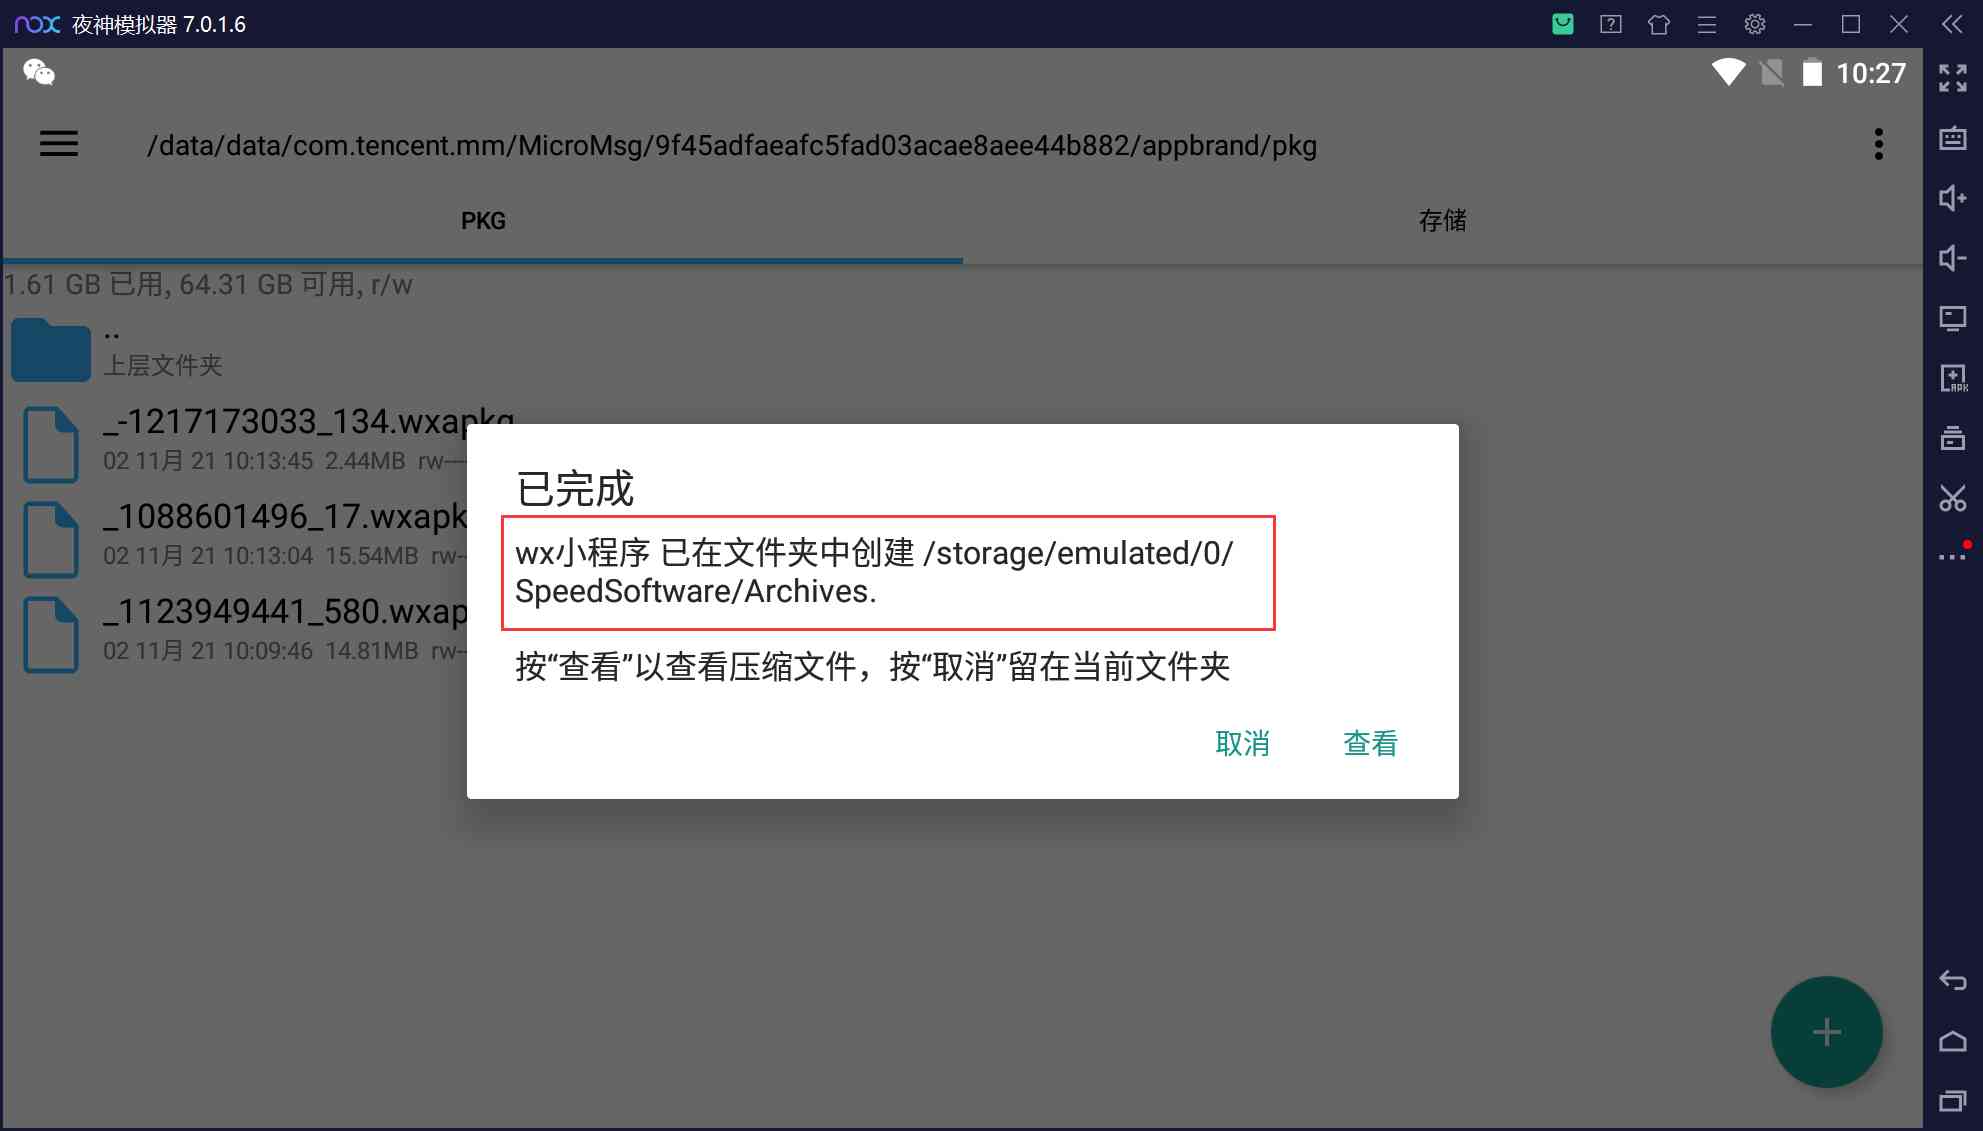 nox 夜神模拟器 7.0.1.6
10:27
/data/data/com.tencent.mm/MicroMsg/9f45adfaeafc5fad03acae8aee44b882/appbrand/pkg
PKG
存储
1.61 GB 已用, 64.31 GB 可用, r/w
..
上层文件夹
_-1217173033_134.wxapkg
02 11月 21 10:13:45 2.44MB rw-
_1088601496_17.wxapk
02 11月 21 10:13:04 15.54MB rw-
_1123949441_580.wxap
02 11月 21 10:09:46 14.81MB rw-
已完成
wx小程序 已在文件夹中创建 /storage/emulated/0/
SpeedSoftware/Archives.
按“查看”以查看压缩文件，按“取消”留在当前文件夹
取消
查看
APK